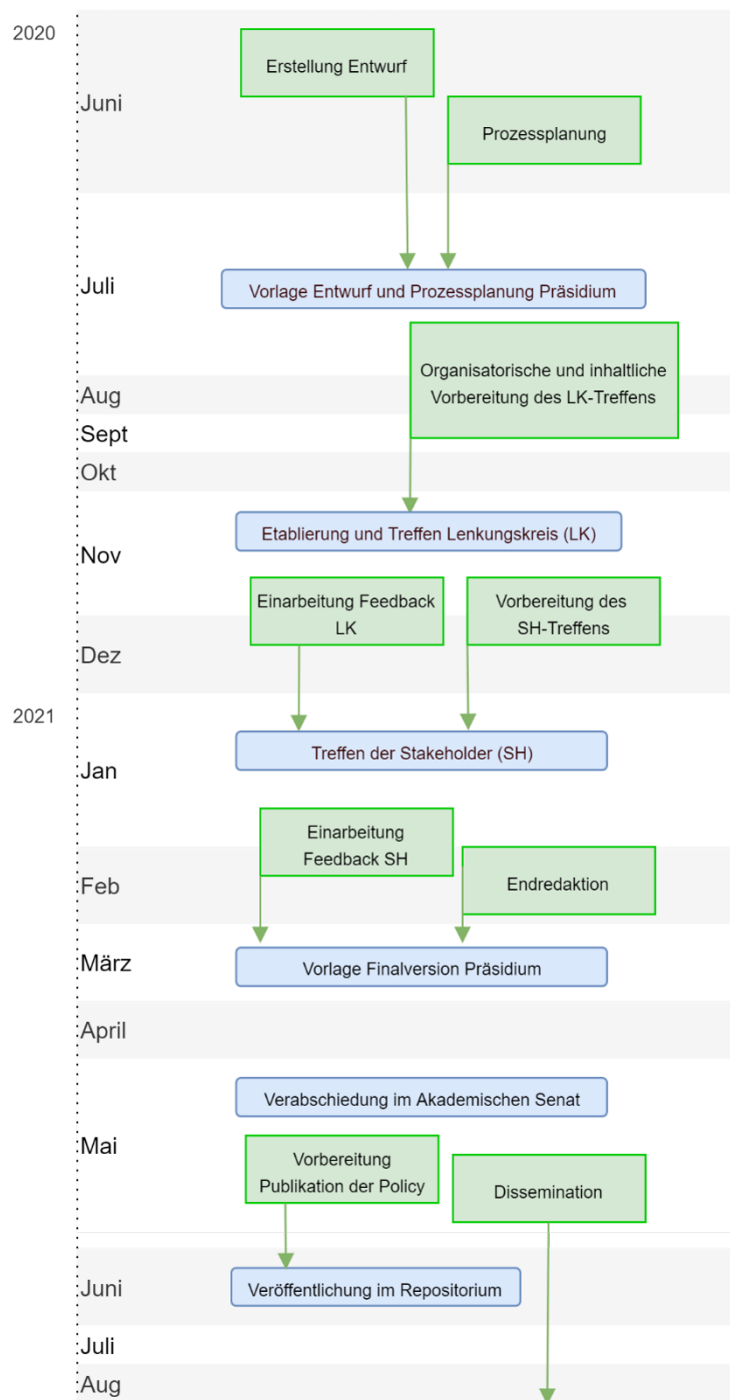 2020
Erstellung Entwurf
Juni
Prozessplanung
Juli
Vorlage Entwurf und Prozessplanung Präsidium
Organisatorische und inhaltliche
Vorbereitung des LK-Treffens
Aug
Sept
Okt
Etablierung und Treffen Lenkungskreis (LK)
Nov
Einarbeitung Feedback
LK
Vorbereitung des
SH-Treffens
Dez
2021
Treffen der Stakeholder (SH)
Jan
Einarbeitung
Feedback SH
Feb
Endredaktion
März
Vorlage Finalversion Präsidium
April
Verabschiedung im Akademischen Senat
Mai
Vorbereitung
Publikation der Policy
Dissemination
Juni
Veröffentlichung im Repositorium
Juli
Aug